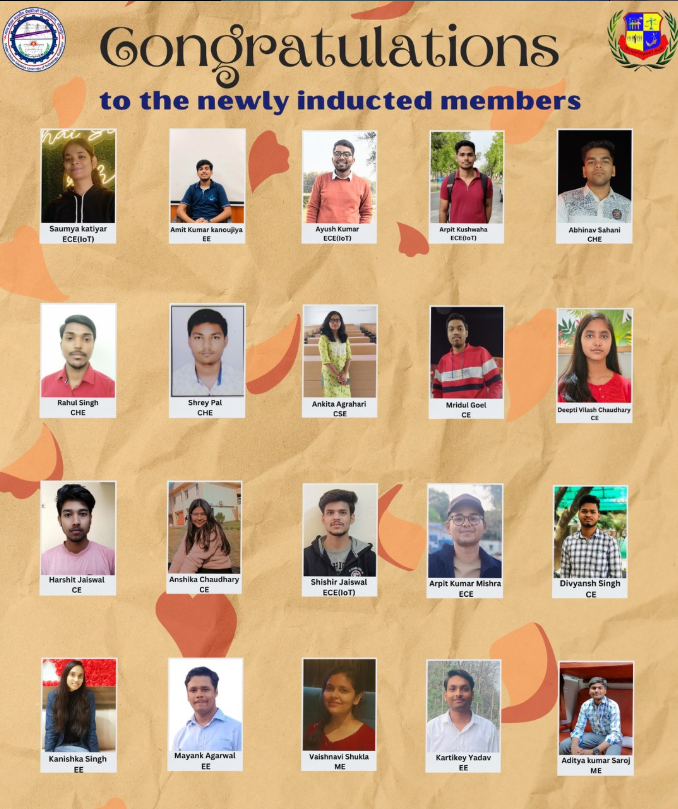 Congratulations
to the newly inducted members
Saumya katiyar
ECE(IoT)
Amit Kumar kanoujiya
EE
Ayush Kumar
ECE(IoT)
Arpit Kushwaha
ECE(IoT)
Abhinav Sahani
CHE
Rahul Singh
CHE
Shrey Pal
CHE
Ankita Agrahari
CSE
Mridul Goel
CE
Deepti Vilash Chaudhary
CE
Harshit Jaiswal
CE
Anshika Chaudhary
CE
Shishir Jaiswal
ECE(IoT)
Arpit Kumar Mishra
ECE
Divyansh Singh
CE
Kanishka Singh
EE
Mayank Agarwal
EE
Vaishnavi Shukla
ME
Kartikey Yadav
EE
Aditya kumar Saroj
ME